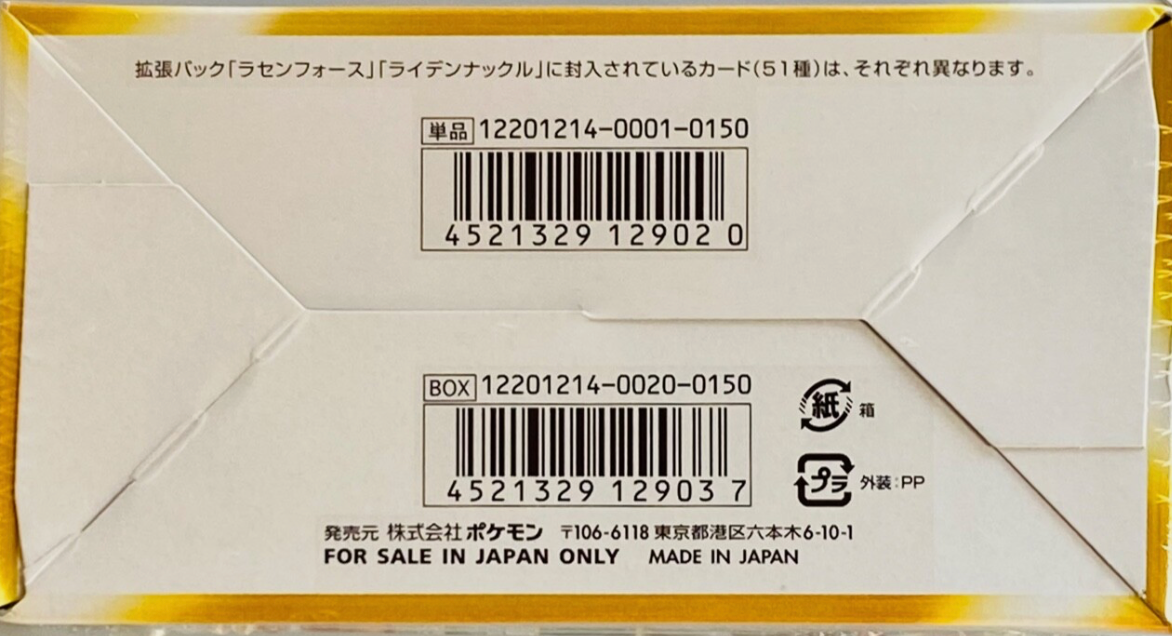 拡張パック「ラセンフォース」「ライデンナックル」に封入されているカード(51種)は、それぞれ異なります。
単品 12201214-0001-0150
4521329 12902 0
BOX 12201214-0020-0150
4521329 12903 7
紙 箱
プラ 外装:PP
発売元 株式会社ポケモン 〒106-6118 東京都港区六本木6-10-1
FOR SALE IN JAPAN ONLY MADE IN JAPAN